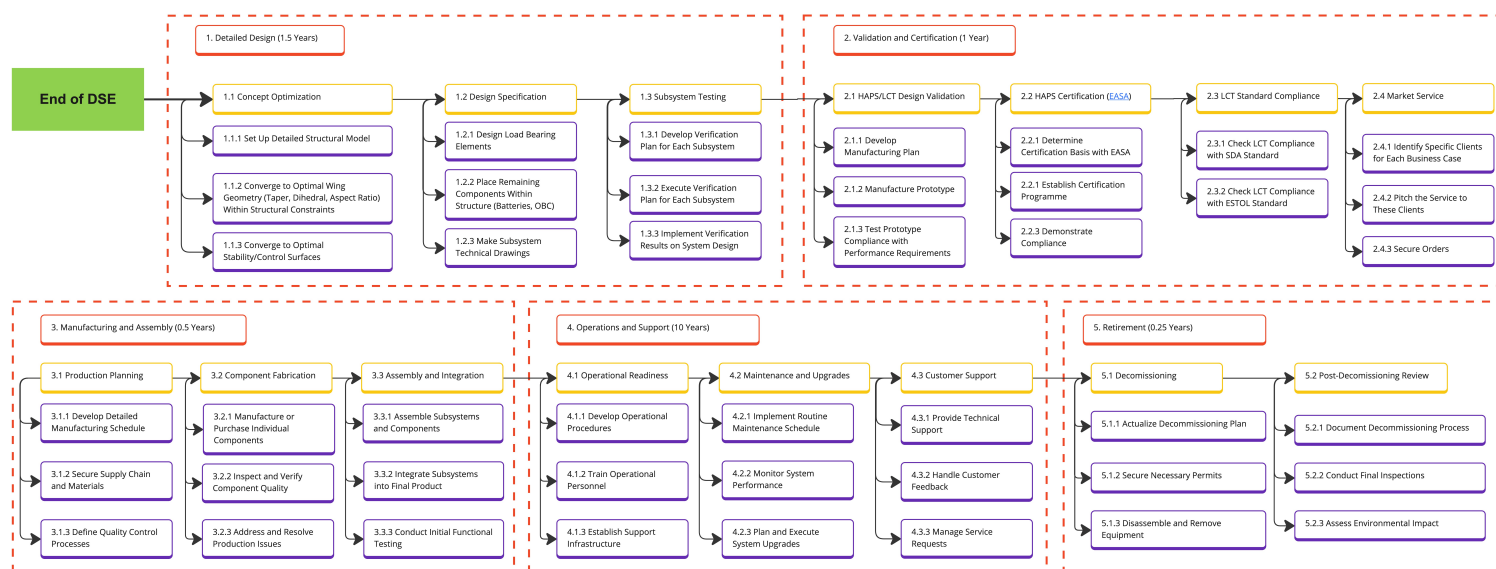 End of DSE
1. Detailed Design (1.5 Years)
1.1 Concept Optimization
1.1.1 Set Up Detailed Structural Model
1.1.2 Converge to Optimal Wing
Geometry (Taper, Dihedral, Aspect Ratio)
Within Structural Constraints
1.1.3 Converge to Optimal
Stability/Control Surfaces
1.2 Design Specification
1.2.1 Design Load Bearing
Elements
1.2.2 Place Remaining
Components Within
Structure (Batteries, OBC)
1.2.3 Make Subsystem
Technical Drawings
1.3 Subsystem Testing
1.3.1 Develop Verification
Plan for Each Subsystem
1.3.2 Execute Verification
Plan for Each Subsystem
1.3.3 Implement Verification
Results on System Design
2. Validation and Certification (1 Year)
2.1 HAPS/LCT Design Validation
2.1.1 Develop
Manufacturing Plan
2.1.2 Manufacture Prototype
2.1.3 Test Prototype
Compliance with
Performance Requirements
2.2 HAPS Certification (EASA)
2.2.1 Determine
Certification Basis with EASA
2.2.1 Establish Certification
Programme
2.2.3 Demonstrate
Compliance
2.3 LCT Standard Compliance
2.3.1 Check LCT Compliance
with SDA Standard
2.3.2 Check LCT Compliance
with ESTOL Standard
2.4 Market Service
2.4.1 Identify Specific Clients
for Each Business Case
2.4.2 Pitch the Service to
These Clients
2.4.3 Secure Orders
3. Manufacturing and Assembly (0.5 Years)
3.1 Production Planning
3.1.1 Develop Detailed
Manufacturing Schedule
3.1.2 Secure Supply Chain
and Materials
3.1.3 Define Quality Control
Processes
3.2 Component Fabrication
3.2.1 Manufacture or
Purchase Individual
Components
3.2.2 Inspect and Verify
Component Quality
3.2.3 Address and Resolve
Production Issues
3.3 Assembly and Integration
3.3.1 Assemble Subsystems
and Components
3.3.2 Integrate Subsystems
into Final Product
3.3.3 Conduct Initial Functional
Testing
4. Operations and Support (10 Years)
4.1 Operational Readiness
4.1.1 Develop Operational
Procedures
4.1.2 Train Operational
Personnel
4.1.3 Establish Support
Infrastructure
4.2 Maintenance and Upgrades
4.2.1 Implement Routine
Maintenance Schedule
4.2.2 Monitor System
Performance
4.2.3 Plan and Execute
System Upgrades
4.3 Customer Support
4.3.1 Provide Technical
Support
4.3.2 Handle Customer
Feedback
4.3.3 Manage Service
Requests
5. Retirement (0.25 Years)
5.1 Decomissioning
5.1.1 Actualize Decommissioning Plan
5.1.2 Secure Necessary Permits
5.1.3 Disassemble and Remove
Equipment
5.2 Post-Decomissioning Review
5.2.1 Document Decommissioning Process
5.2.2 Conduct Final Inspections
5.2.3 Assess Environmental Impact